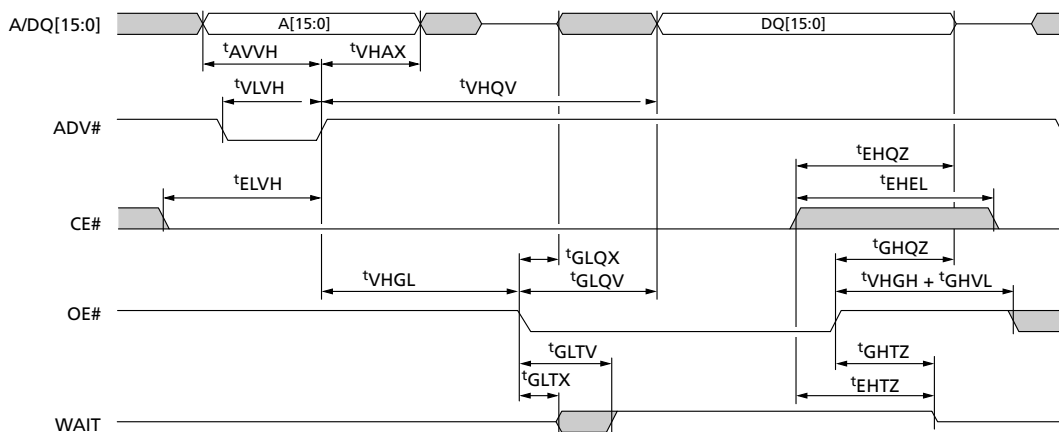 A/DQ[15:0] A[15:0] DQ[15:0]
tAVVH tVHAX
tVLVH tVHQV
ADV#
tEHQZ
tELVH tEHEL
CE#
tGLQX tGHQZ
tVHGL tGLQV tVHGH + tGHVL
OE#
tGLTV tGHTZ
tGLTX tEHTZ
WAIT